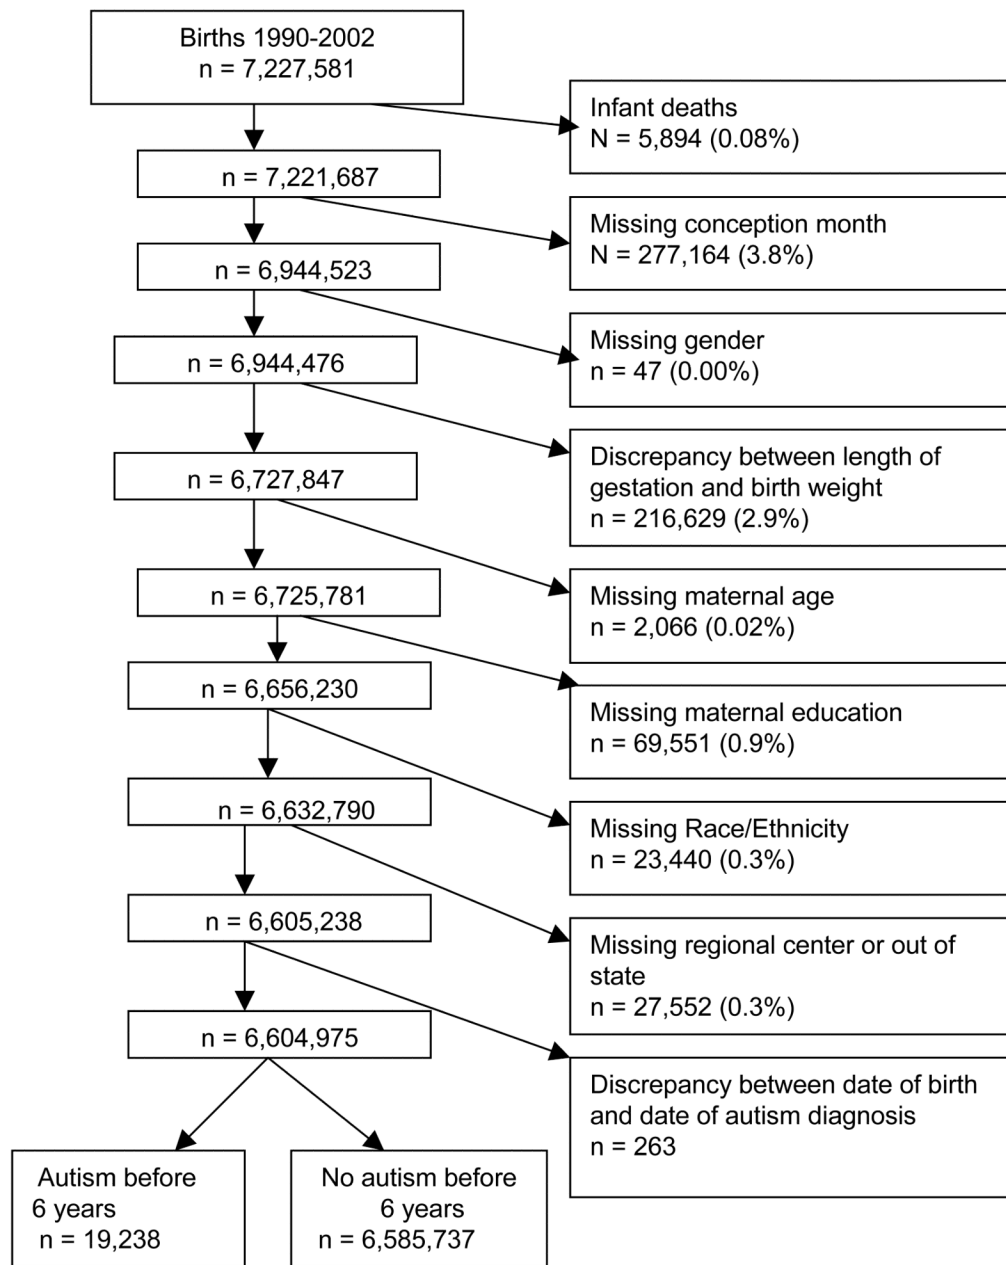 Births 1990-2002
n = 7,227,581
Infant deaths
N = 5,894 (0.08%)
n = 7,221,687
Missing conception month
N = 277,164 (3.8%)
n = 6,944,523
Missing gender
n = 47 (0.00%)
n = 6,944,476
Discrepancy between length of
gestation and birth weight
n = 216,629 (2.9%)
n = 6,727,847
Missing maternal age
n = 2,066 (0.02%)
n = 6,725,781
Missing maternal education
n = 69,551 (0.9%)
n = 6,656,230
Missing Race/Ethnicity
n = 23,440 (0.3%)
n = 6,632,790
Missing regional center or out of
state
n = 27,552 (0.3%)
n = 6,605,238
Discrepancy between date of birth
and date of autism diagnosis
n = 263
n = 6,604,975
Autism before
6 years
n = 19,238
No autism before
6 years
n = 6,585,737